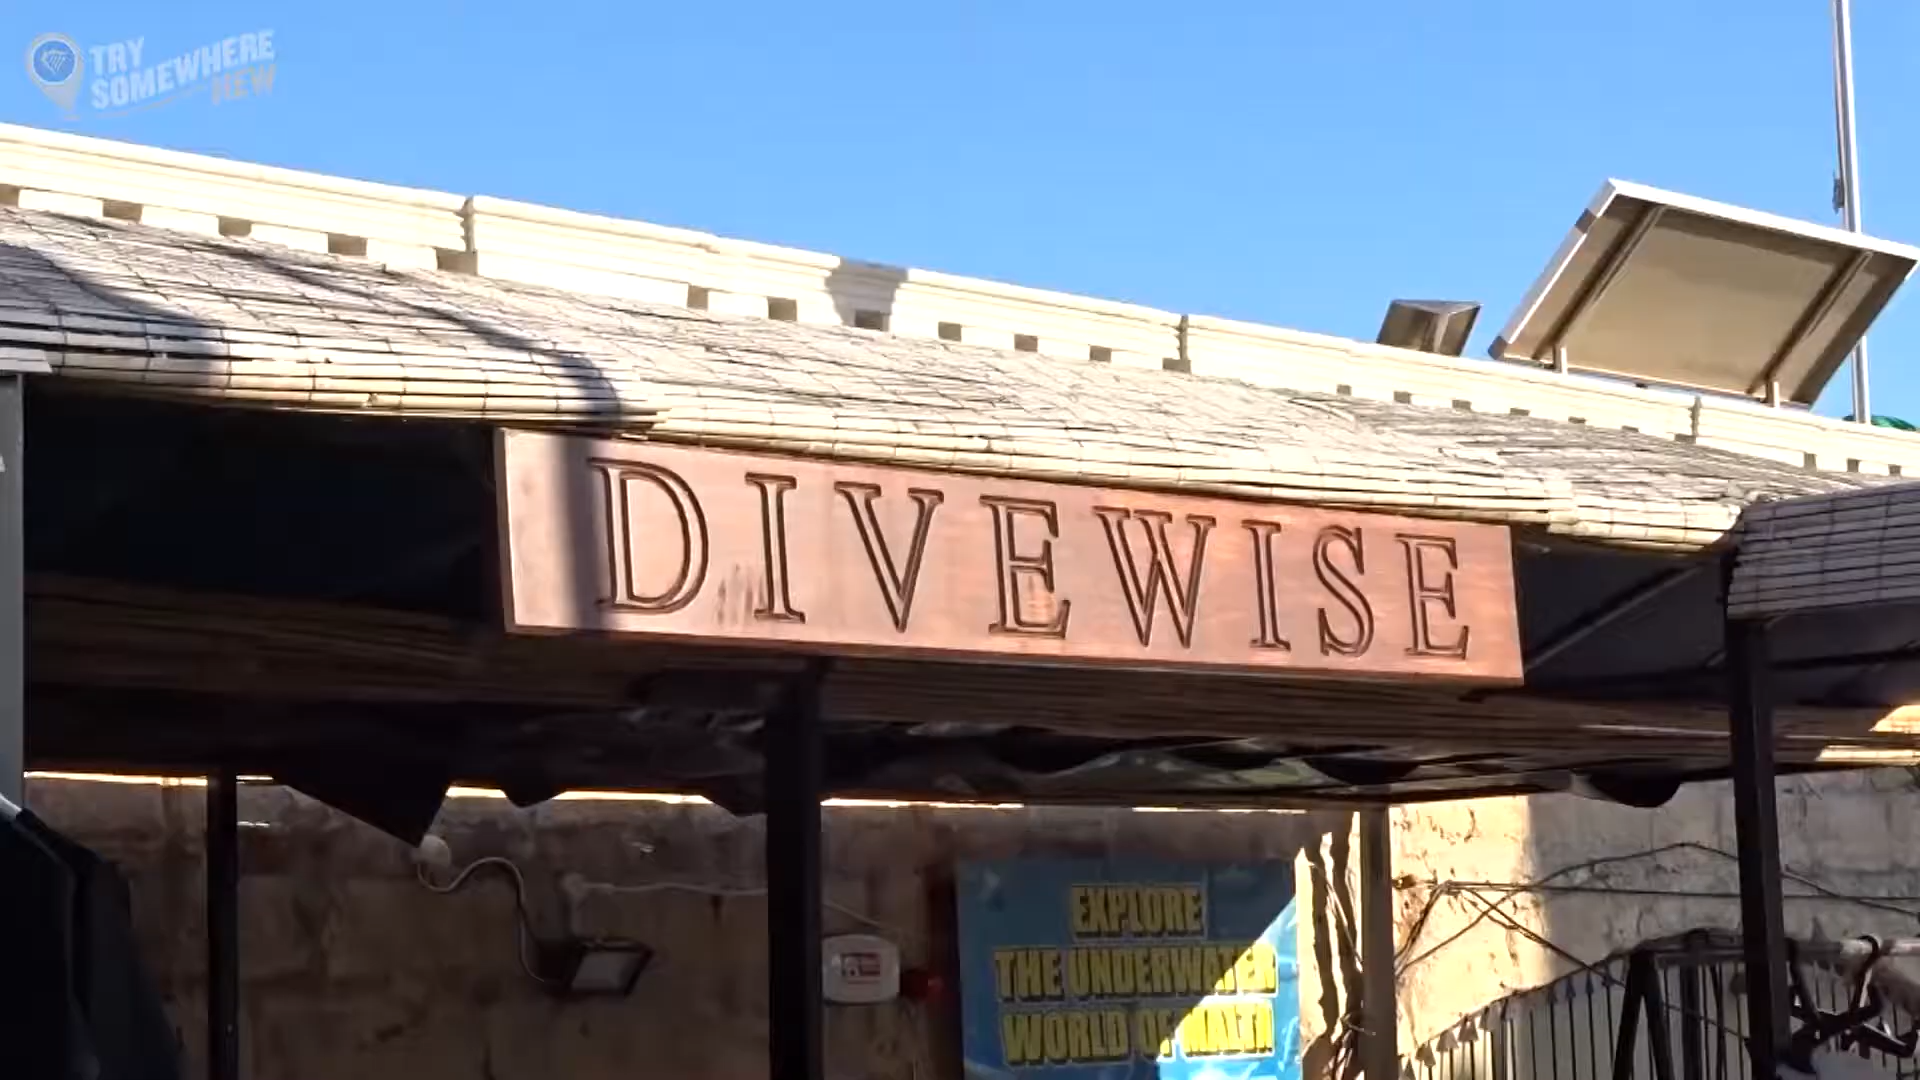 TRY
SOMEWHERE
NEW
DIVEWISE
EXPLORE
THE UNDERWATER
WORLD OF MALTA